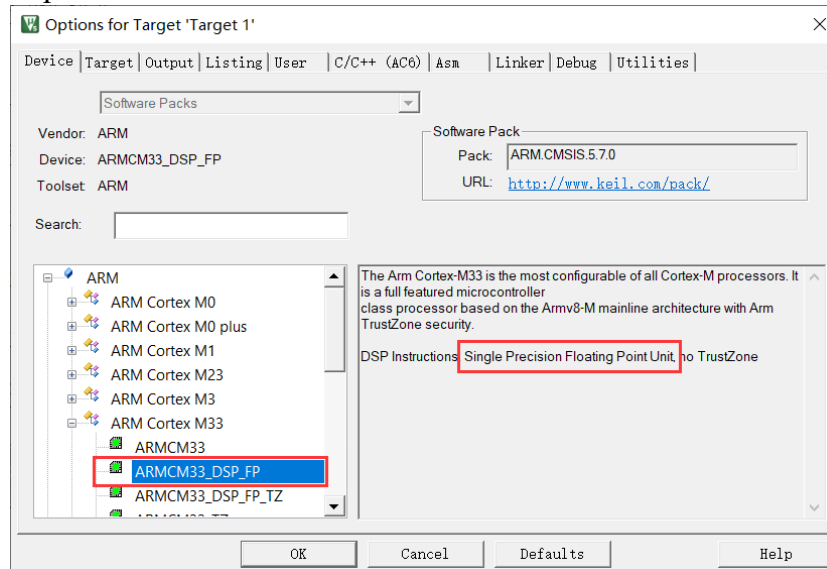 Options for Target 'Target 1'
Device Target Output Listing User C/C++ (AC6) Asm Linker Debug Utilities
Software Packs
Software Pack
Vendor: ARM
Pack: ARM.CMSIS.5.7.0
Device: ARMCM33_DSP_FP
Toolset: ARM
URL: http://www.keil.com/pack/
Search:
ARM
ARM Cortex M0
ARM Cortex M0 plus
ARM Cortex M1
ARM Cortex M23
ARM Cortex M3
ARM Cortex M33
ARMCM33
ARMCM33_DSP_FP
ARMCM33_DSP_FP_TZ
The Arm Cortex-M33 is the most configurable of all Cortex-M processors. It
is a full featured microcontroller
class processor based on the Armv8-M mainline architecture with Arm
TrustZone security.
DSP Instructions, Single Precision Floating Point Unit, no TrustZone
OK Cancel Defaults Help